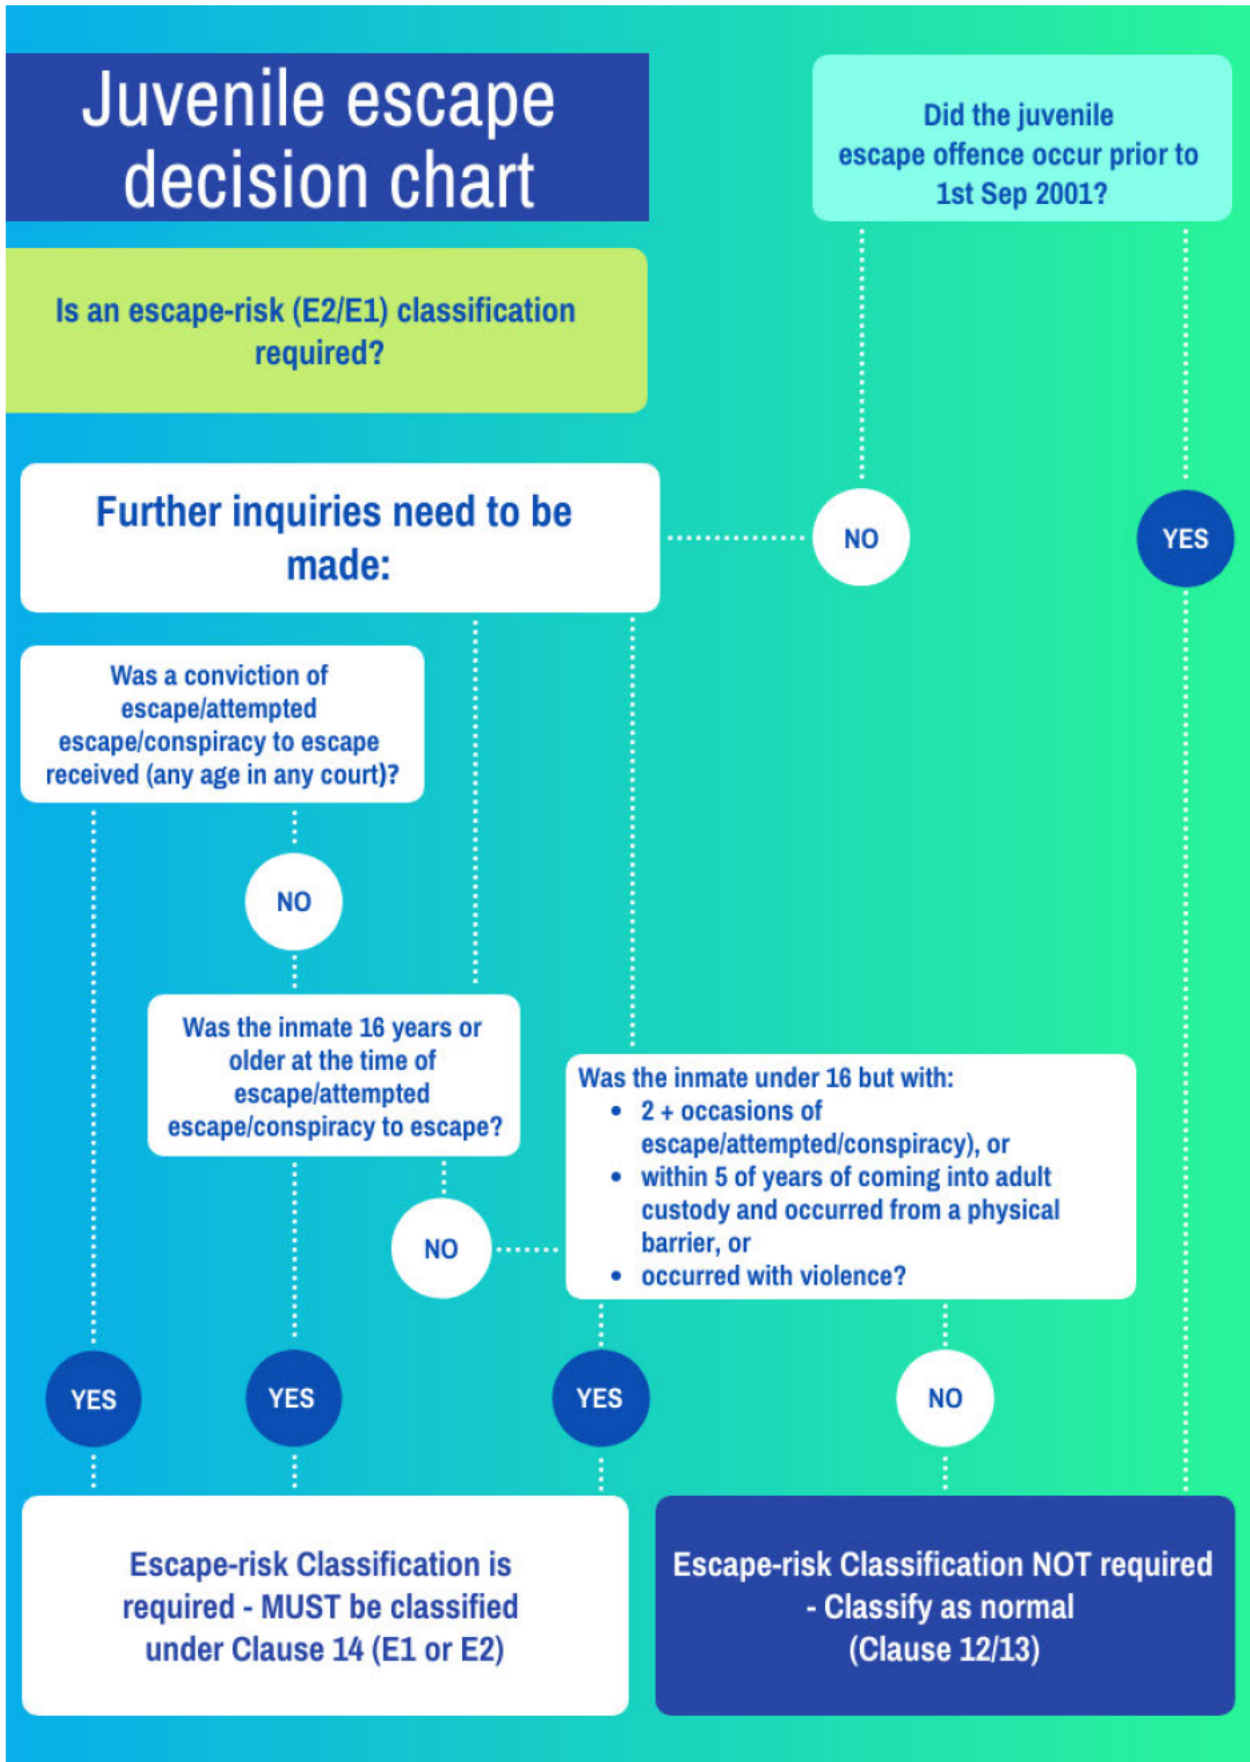 Juvenile escape
decision chart
Did the juvenile
escape offence occur prior to
1st Sep 2001?
Is an escape-risk (E2/E1) classification
required?
Further inquiries need to be
made:
NO
YES
Was a conviction of
escape/attempted
escape/conspiracy to escape
received (any age in any court)?
NO
Was the inmate 16 years or
older at the time of
escape/attempted
escape/conspiracy to escape?
Was the inmate under 16 but with:
• 2 + occasions of
escape/attempted/conspiracy), or
• within 5 of years of coming into adult
custody and occurred from a physical
barrier, or
• occurred with violence?
NO
YES
YES
YES
NO
Escape-risk Classification is
required - MUST be classified
under Clause 14 (E1 or E2)
Escape-risk Classification NOT required
- Classify as normal
(Clause 12/13)